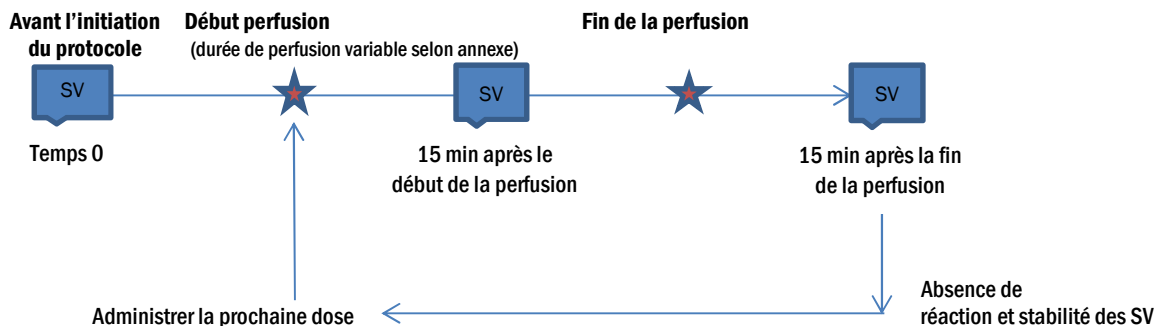 Avant l'initiation
du protocole
Début perfusion
(durée de perfusion variable selon annexe)
Fin de la perfusion
SV
SV
SV
Temps 0
15 min après le
début de la perfusion
15 min après la fin
de la perfusion
Administrer la prochaine dose
Absence de
réaction et stabilité des SV